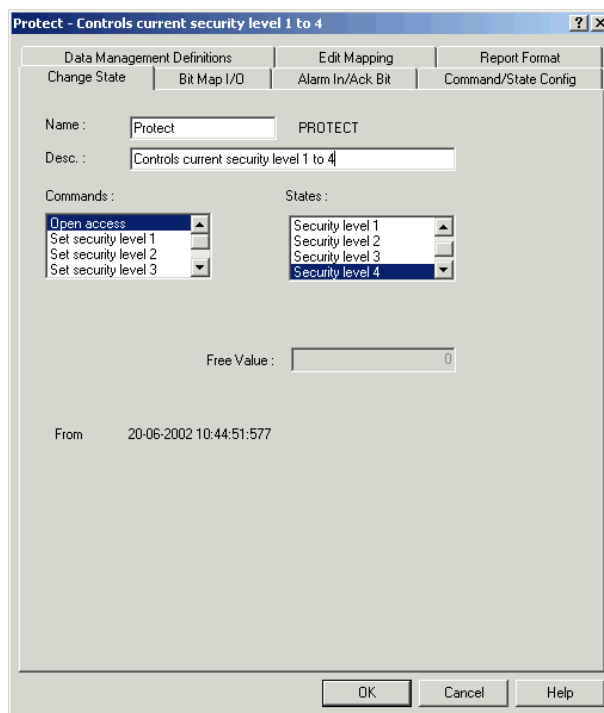 Protect - Controls current security level 1 to 4
Data Management Definitions Edit Mapping Report Format
Change State Bit Map I/O Alarm In/Ack Bit Command/State Config
Name : Protect PROTECT
Desc. : Controls current security level 1 to 4
Commands : States :
Open access Security level 1
Set security level 1 Security level 2
Set security level 2 Security level 3
Set security level 3 Security level 4
Free Value : 0
From 20-06-2002 10:44:51:577
OK Cancel Help